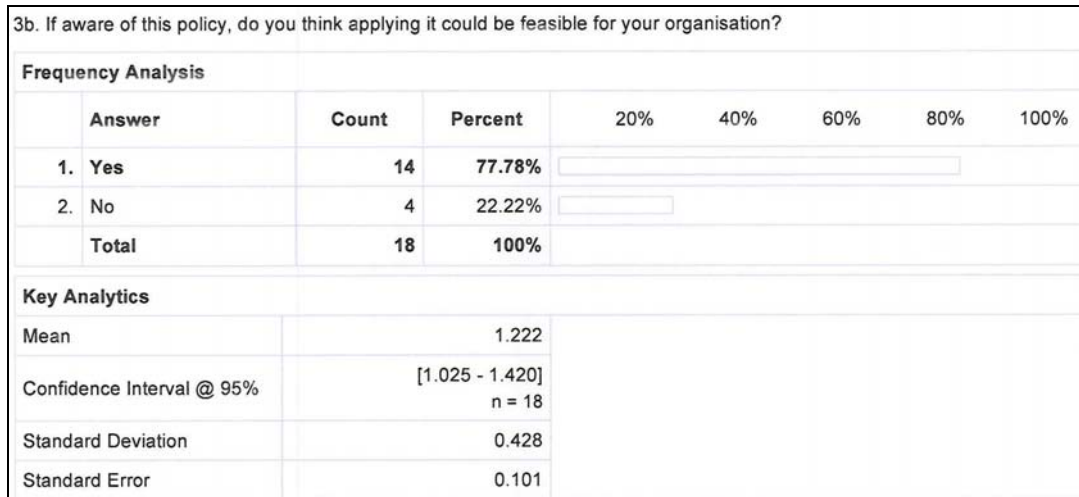 3b. If aware of this policy, do you think applying it could be feasible for your organisation?
Frequency Analysis
Answer Count Percent 20% 40% 60% 80% 100%
1. Yes 14 77.78%
2. No 4 22.22%
Total 18 100%
Key Analytics
Mean 1.222
Confidence Interval @ 95% [1.025 - 1.420]
n = 18
Standard Deviation 0.428
Standard Error 0.101